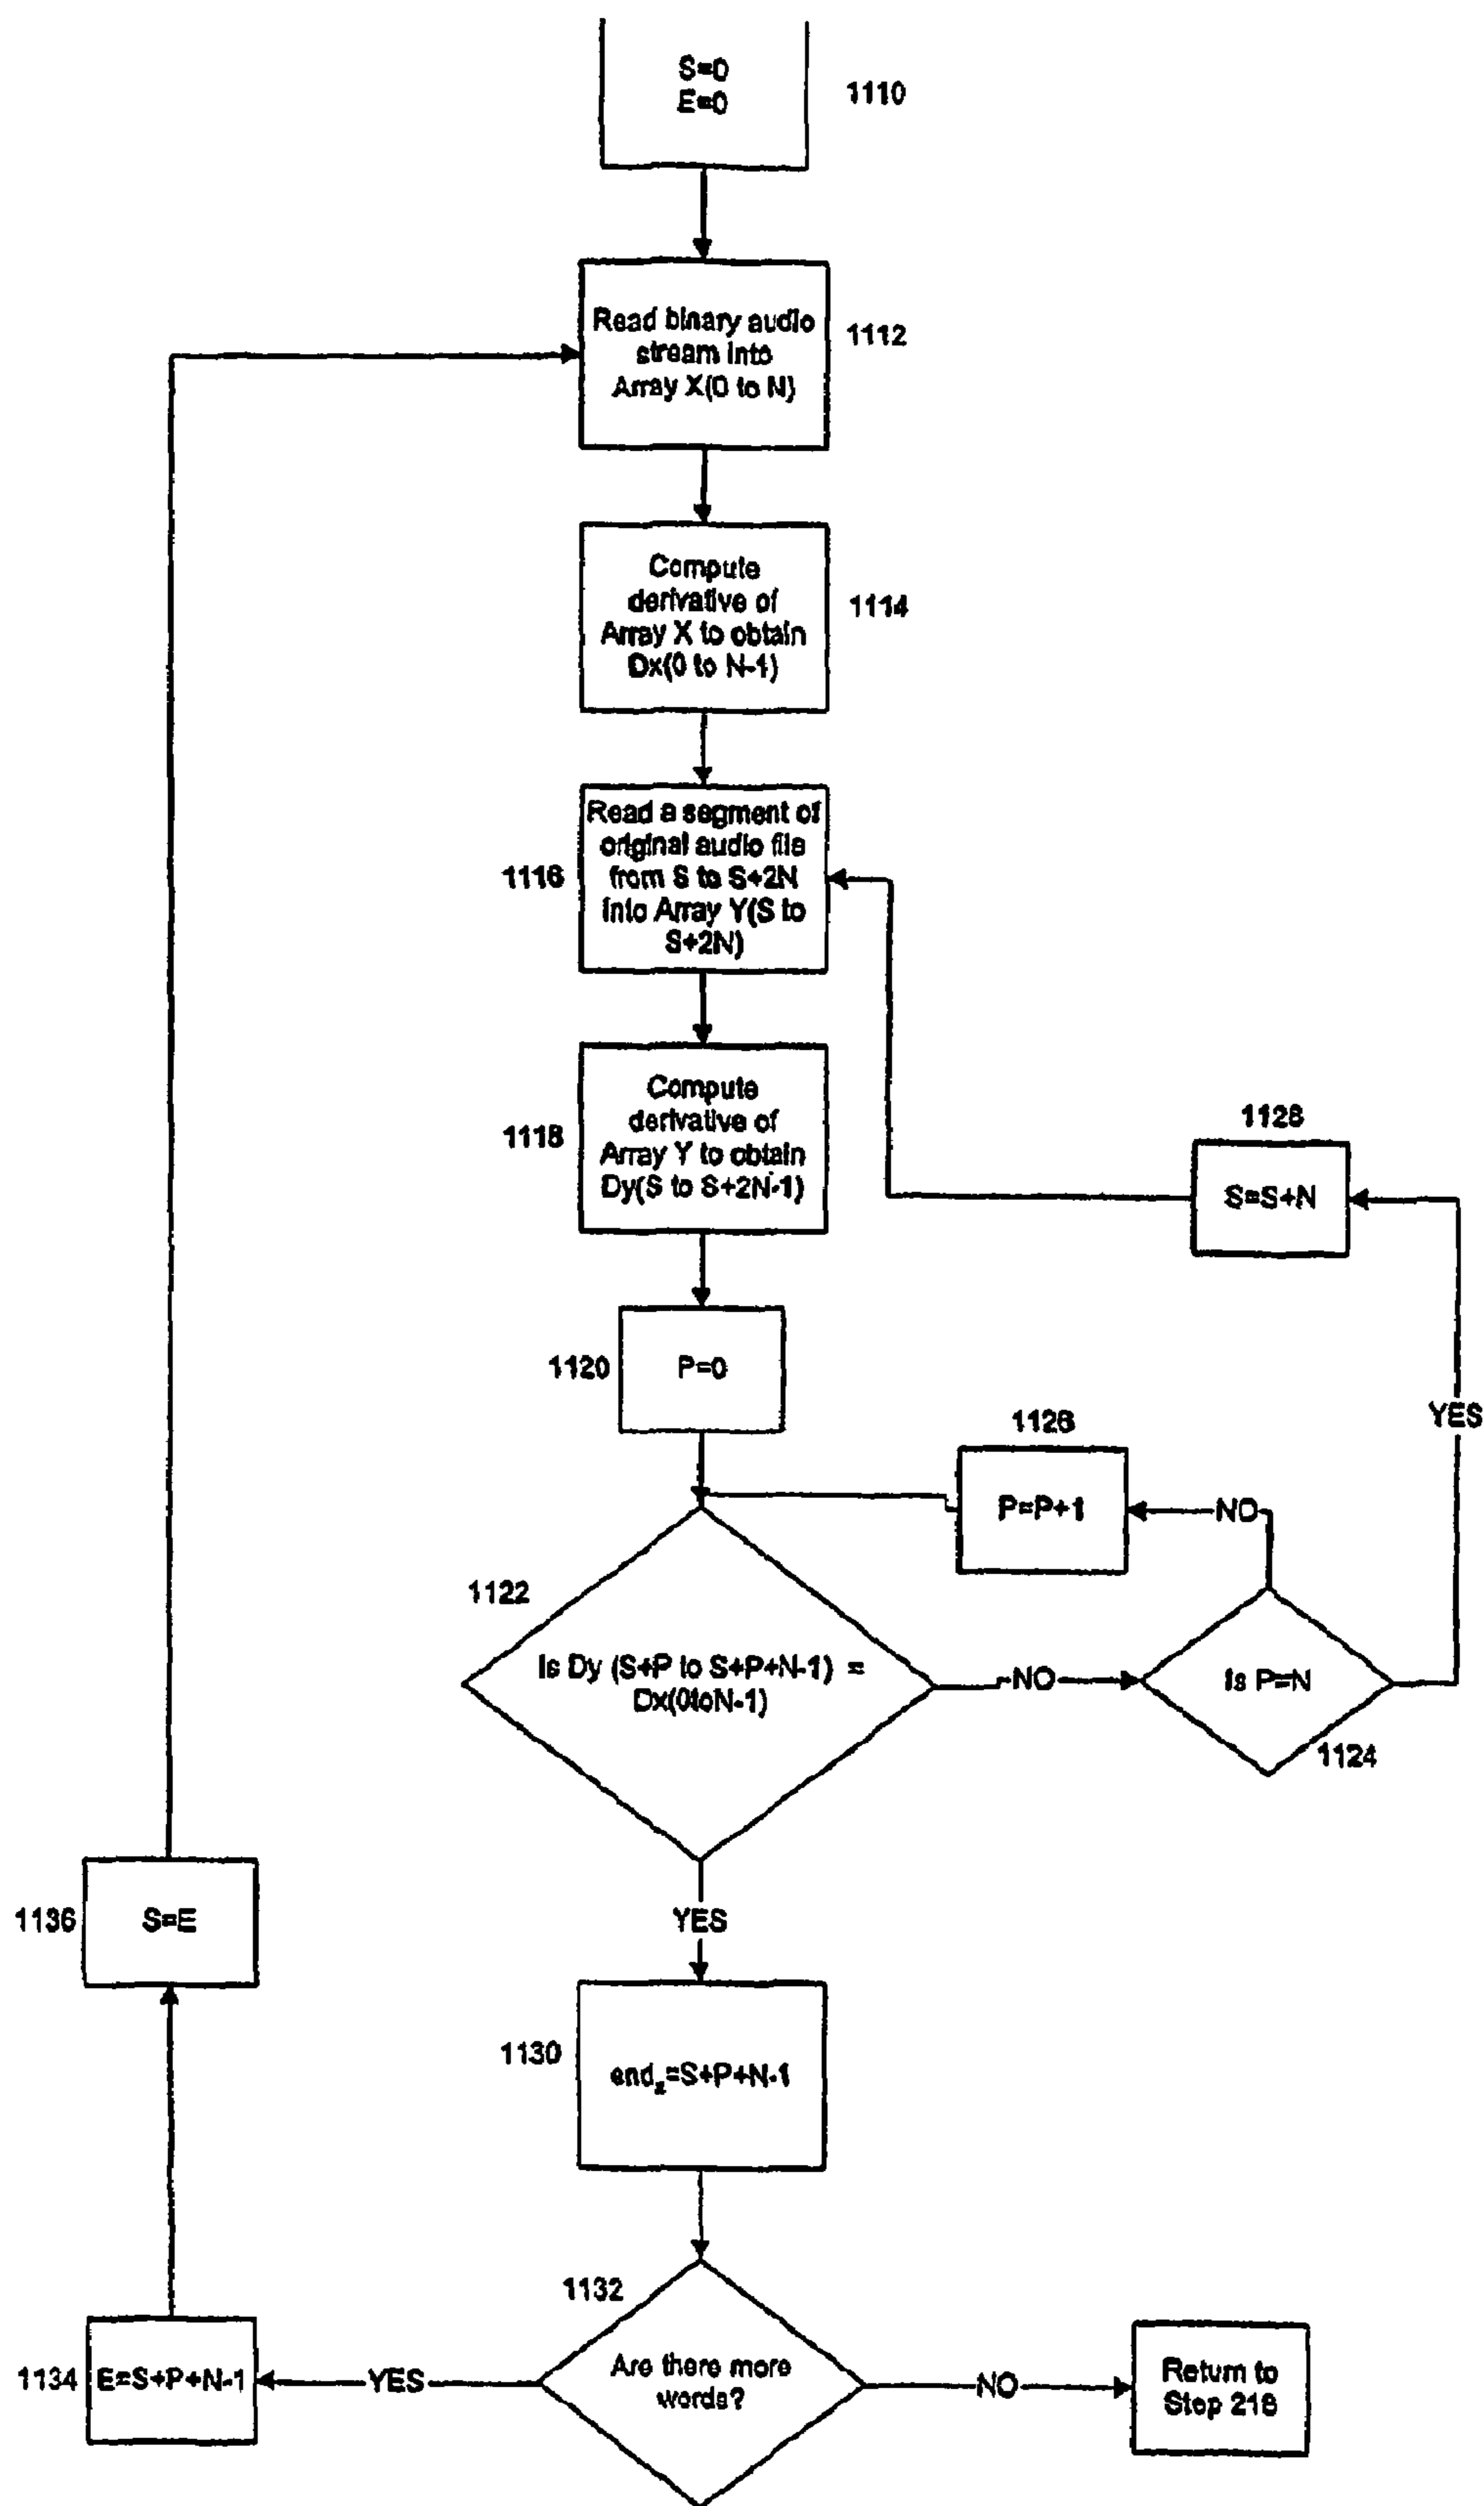 S=0
E=0
1110
Read binary audio
stream into
Array X(0 to N)
1112
Compute
derivative of
Array X to obtain
Dx(0 to N-1)
1114
Read a segment of
original audio file
from S to S+2N
into Array Y(S to
S+2N)
1116
Compute
derivative of
Array Y to obtain
Dy(S to S+2N-1)
1118
1128
S=S+N
P=0
1120
YES
1126
P=P+1
NO
1122
Is Dy (S+P to S+P+N-1) =
Dx(0toN-1)
NO
Is P=N
1124
1136
S=E
YES
1130
end =S+P+N-1
1132
Are there more
words?
1134
E=S+P+N-1
YES
NO
Return to
Step 218